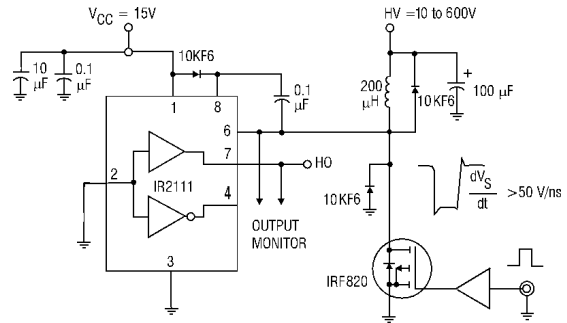 V_CC = 15V
HV =10 to 600V
10KF6
10 μF
0.1 μF
1
8
0.1 μF
200 μH
10KF6
+
100 μF
6
7
HO
2
IR2111
4
3
OUTPUT MONITOR
10KF6
dV_S
dt
>50 V/ns
IRF820